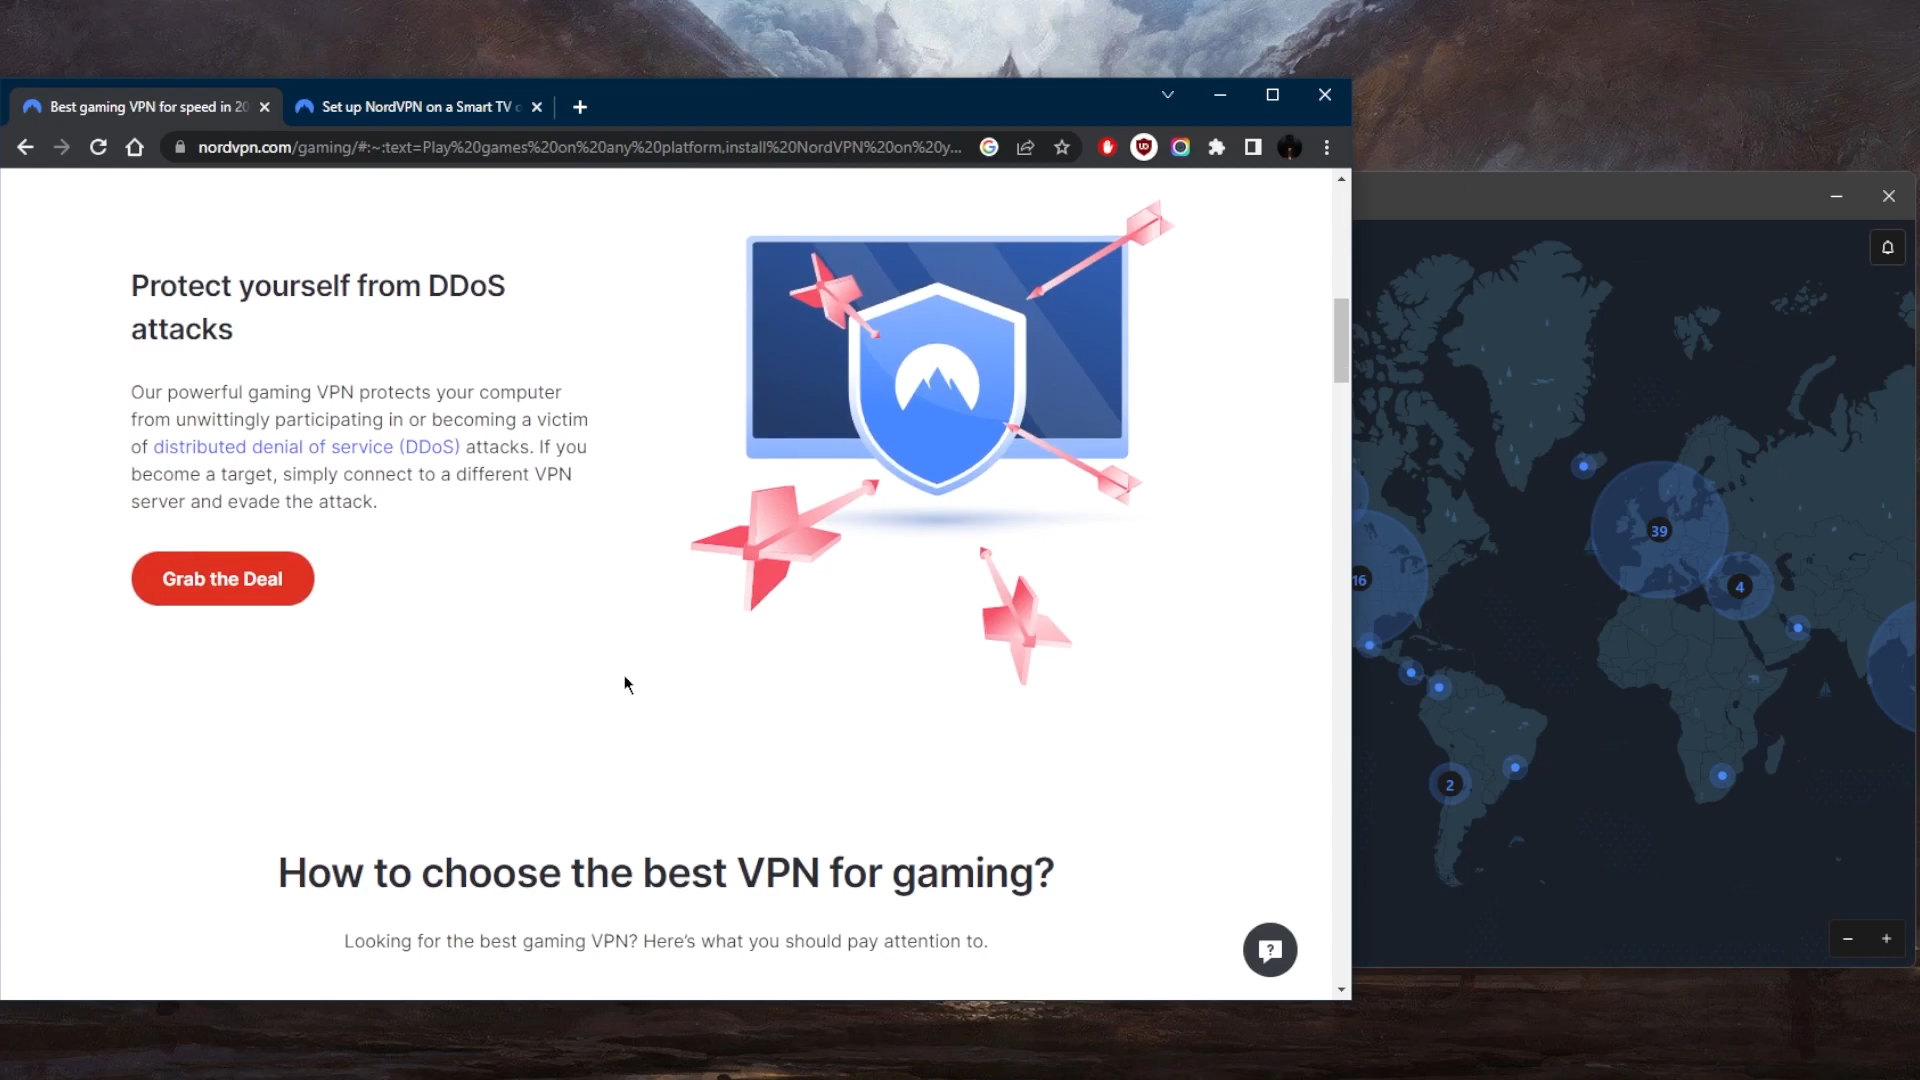 Best gaming VPN for speed in 20
Set up NordVPN on a Smart TV
nordvpn.com/gaming/#:~:text=Play%20games%20on%20any%20platform,install%20NordVPN%20on%20y...
Protect yourself from DDoS
attacks
Our powerful gaming VPN protects your computer
from unwittingly participating in or becoming a victim
of distributed denial of service (DDoS) attacks. If you
become a target, simply connect to a different VPN
server and evade the attack.
Grab the Deal
How to choose the best VPN for gaming?
Looking for the best gaming VPN? Here's what you should pay attention to.
39
16
4
2